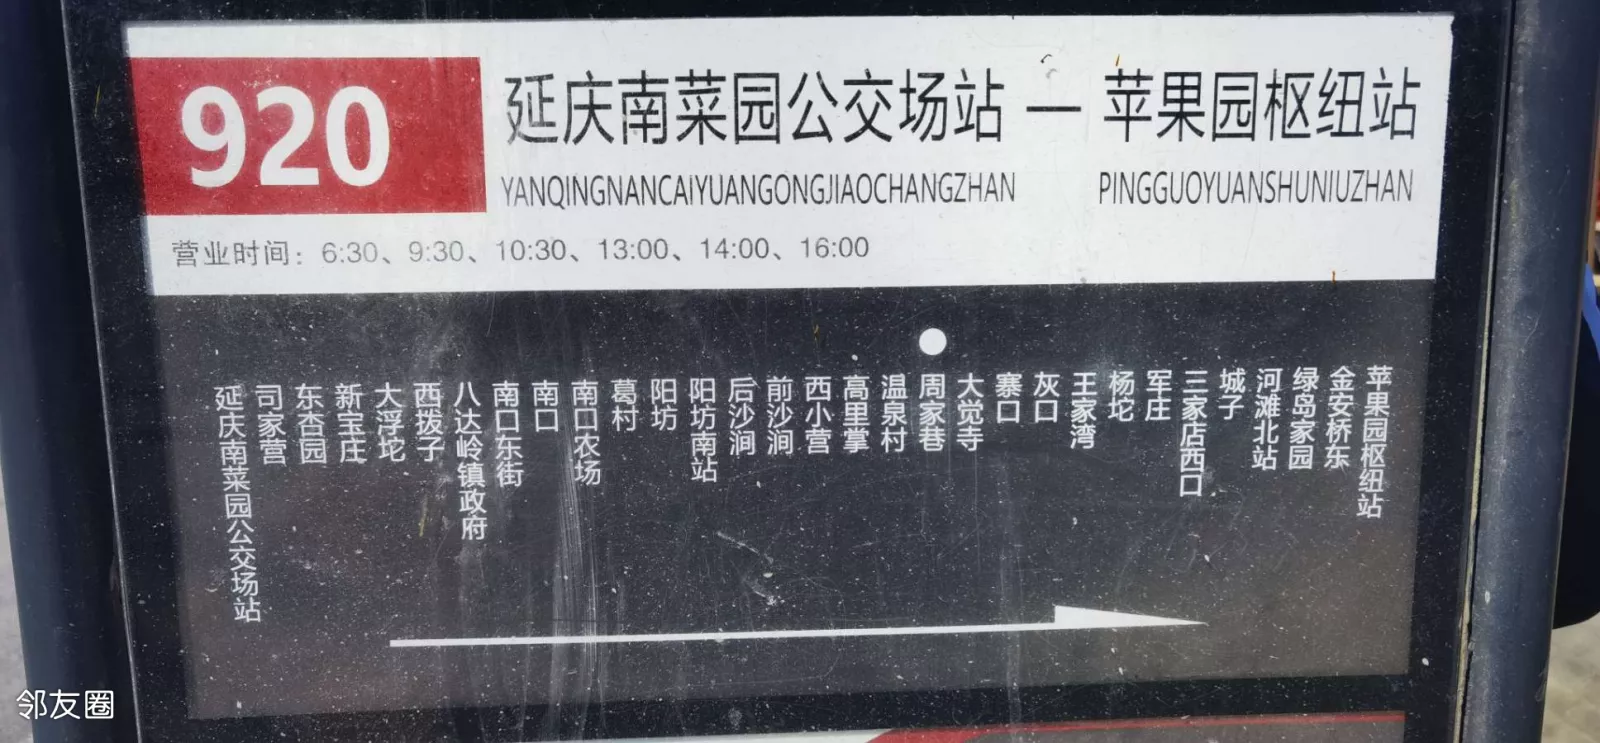 920
延庆南菜园公交场站 — 苹果园枢纽站
YANQINGNANCAIYUANGONGJIAOCHANGZHAN — PINGGUOYUANSHUNIUZHAN
营业时间：6:30、9:30、10:30、13:00、14:00、16:00
延庆南菜园公交场站
司家营
东杏园
新宝庄
大浮坨
西拨子
八达岭镇政府
南口东街
南口
南口农场
葛村
阳坊
阳坊南站
后沙涧
前沙涧
西小营
高里掌
温泉村
周家巷
大觉寺
寨口
灰口
王家湾
杨坨
军庄
三家店西口
城子
河滩北站
绿岛家园
金安桥东
苹果园枢纽站
邻友圈